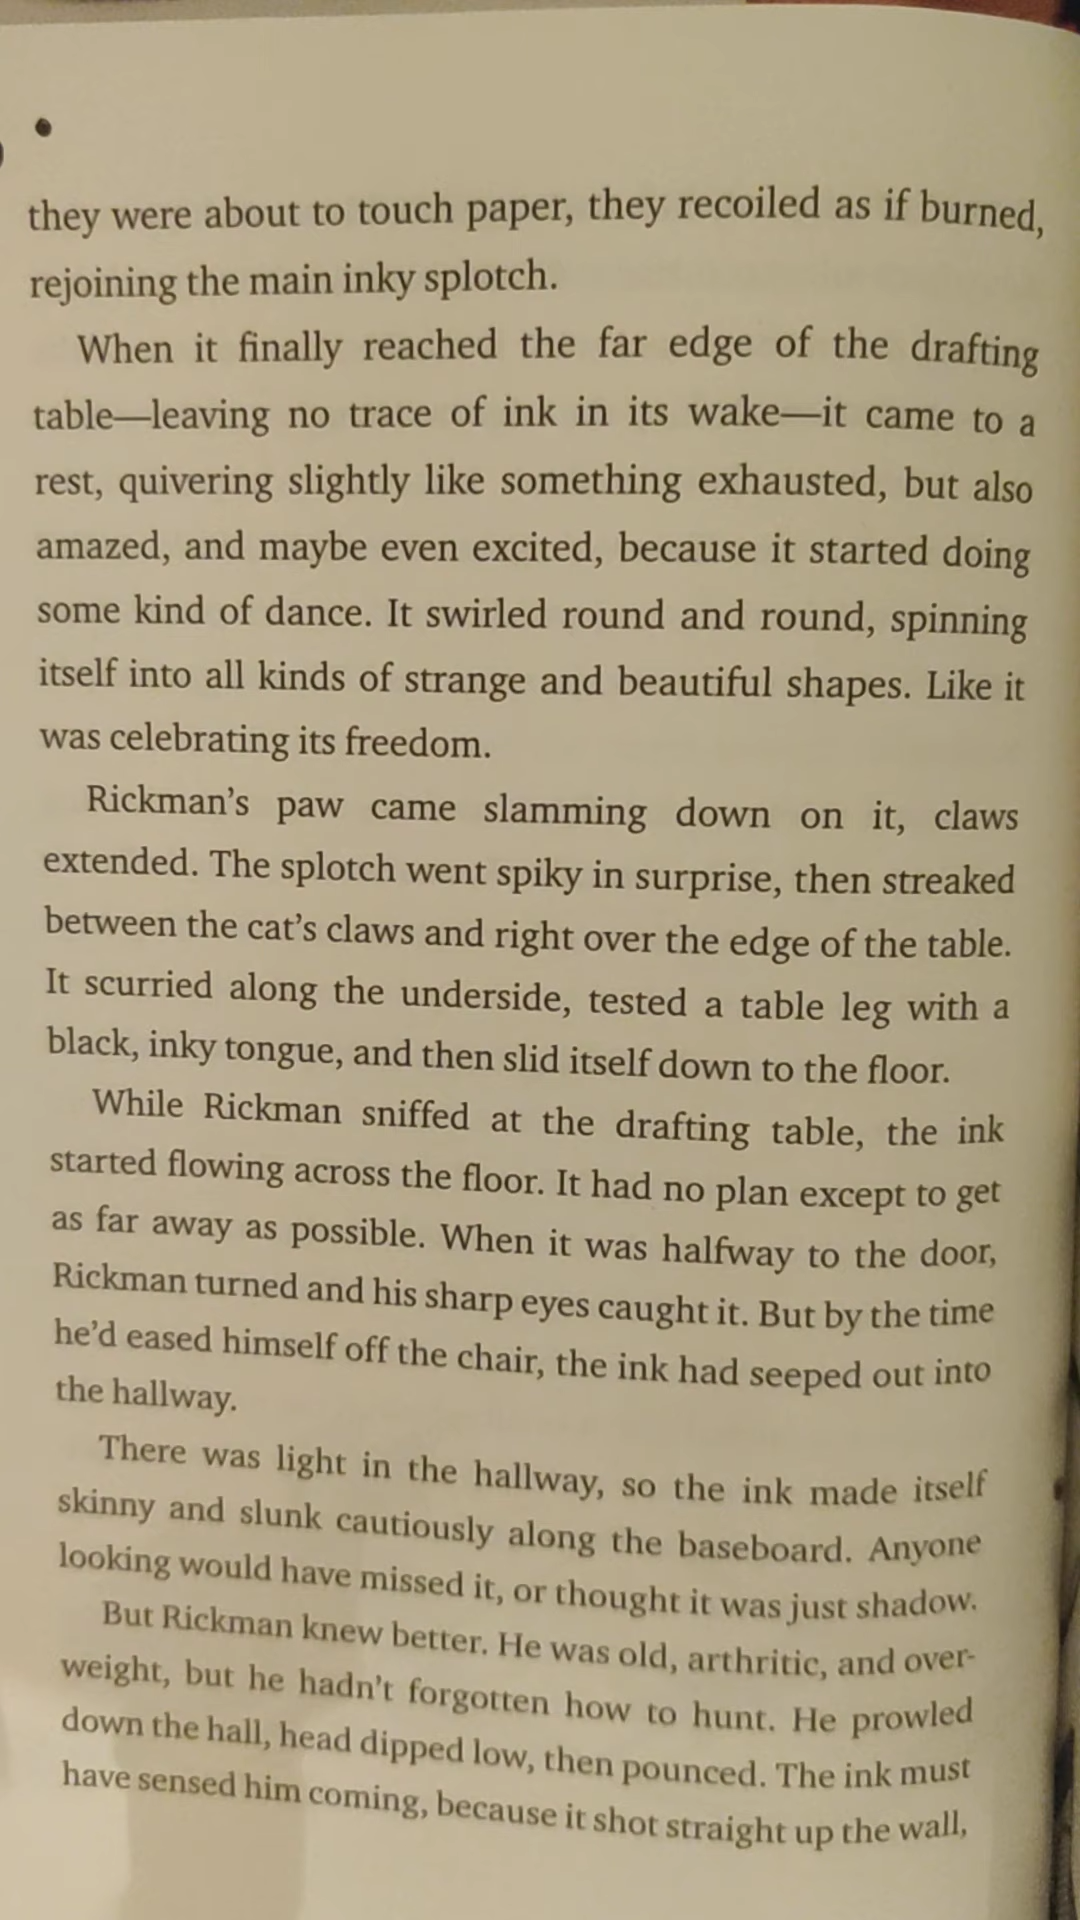 they were about to touch paper, they recoiled as if burned,
rejoining the main inky splotch.
When it finally reached the far edge of the drafting
table—leaving no trace of ink in its wake—it came to a
rest, quivering slightly like something exhausted, but also
amazed, and maybe even excited, because it started doing
some kind of dance. It swirled round and round, spinning
itself into all kinds of strange and beautiful shapes. Like it
was celebrating its freedom.
Rickman's paw came slamming down on it, claws
extended. The splotch went spiky in surprise, then streaked
between the cat's claws and right over the edge of the table.
It scurried along the underside, tested a table leg with a
black, inky tongue, and then slid itself down to the floor.
While Rickman sniffed at the drafting table, the ink
started flowing across the floor. It had no plan except to get
as far away as possible. When it was halfway to the door,
Rickman turned and his sharp eyes caught it. But by the time
he'd eased himself off the chair, the ink had seeped out into
the hallway.
There was light in the hallway, so the ink made itself
skinny and slunk cautiously along the baseboard. Anyone
looking would have missed it, or thought it was just shadow.
But Rickman knew better. He was old, arthritic, and over-
weight, but he hadn't forgotten how to hunt. He prowled
down the hall, head dipped low, then pounced. The ink must
have sensed him coming, because it shot straight up the wall,